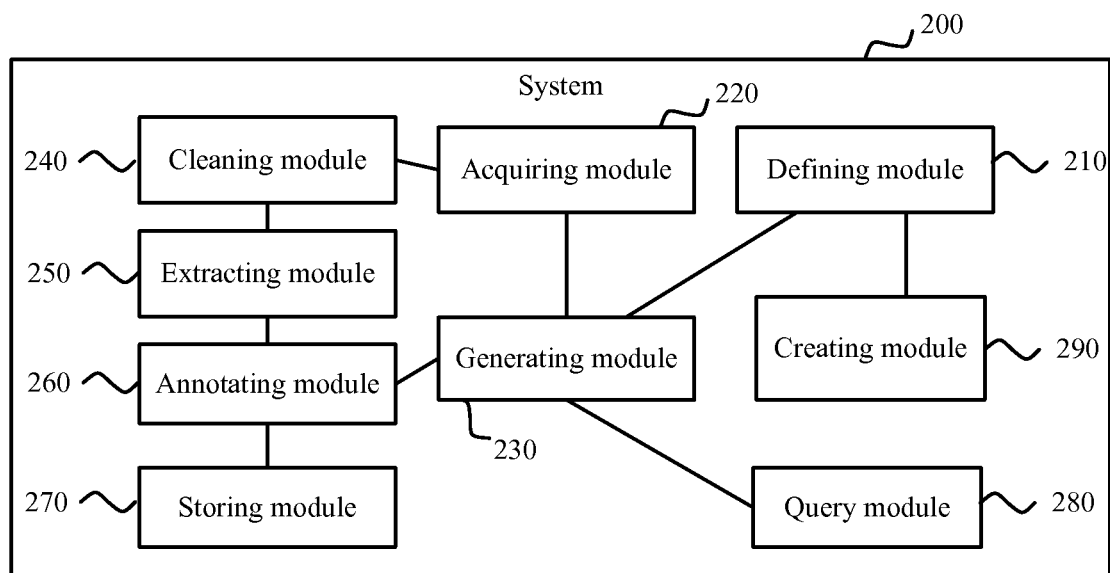 200
System
220
240
Cleaning module
Acquiring module
Defining module
210
250
Extracting module
Generating module
Creating module
290
260
Annotating module
230
270
Storing module
Query module
280